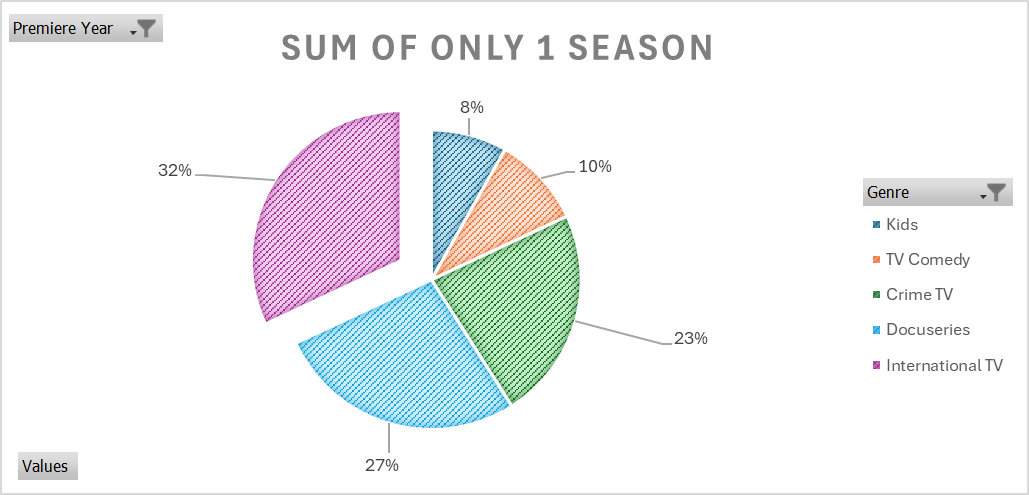 Premiere Year
SUM OF ONLY 1 SEASON
8%
10%
32%
23%
27%
Genre
Kids
TV Comedy
Crime TV
Docuseries
International TV
Values